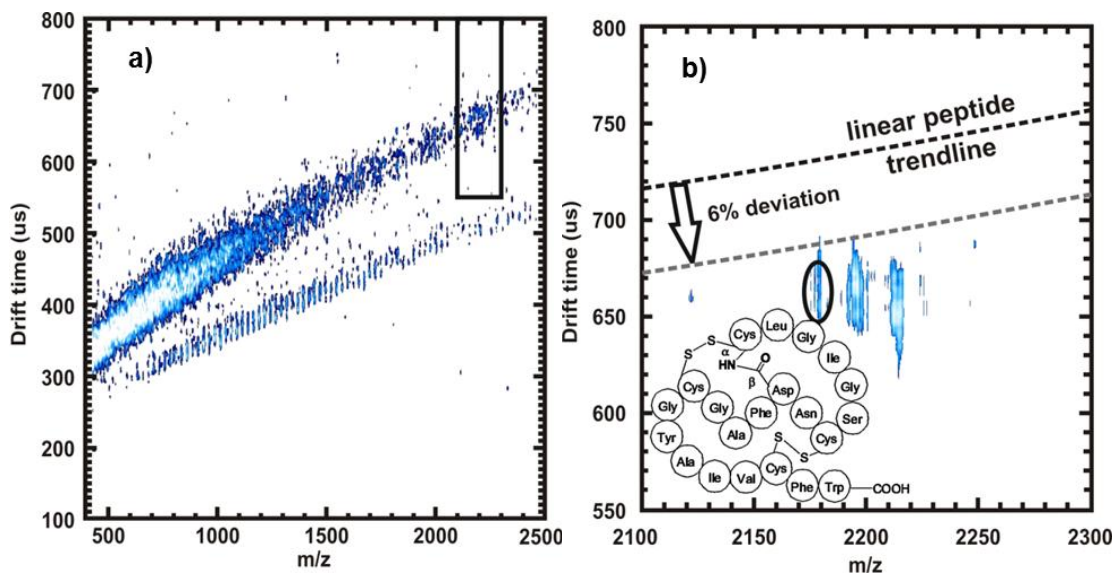 a)
800
700
600
500
400
300
200
100
Drift time (us)
500
1000
1500
2000
2500
m/z
b)
800
750
700
650
600
550
Drift time (us)
linear peptide
trendline
6% deviation
Cys Leu Gly Ile Gly Ser Cys Asn Asp Phe Ala Gly Cys Gly Tyr Ala Ile Val Cys Phe Trp COOH
S S
α
HN
O
β
S S
2100
2150
2200
2250
2300
m/z